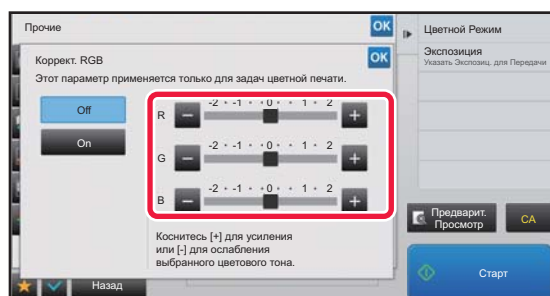 Прочие
OK
Коррект. RGB
OK
Этот параметр применяется только для задач цветной печати.
Off
On
R
-2 • -1 • • 0 • • 1 • 2
G
-2 • -1 • • 0 • • 1 • 2
B
-2 • -1 • • 0 • • 1 • 2
Коснитесь [+] для усиления
или [-] для ослабления
выбранного цветового тона.
Назад
Цветной Режим
Экспозиция
Указать Экспозиц. для Передачи
Предварит.
Просмотр
CA
Старт